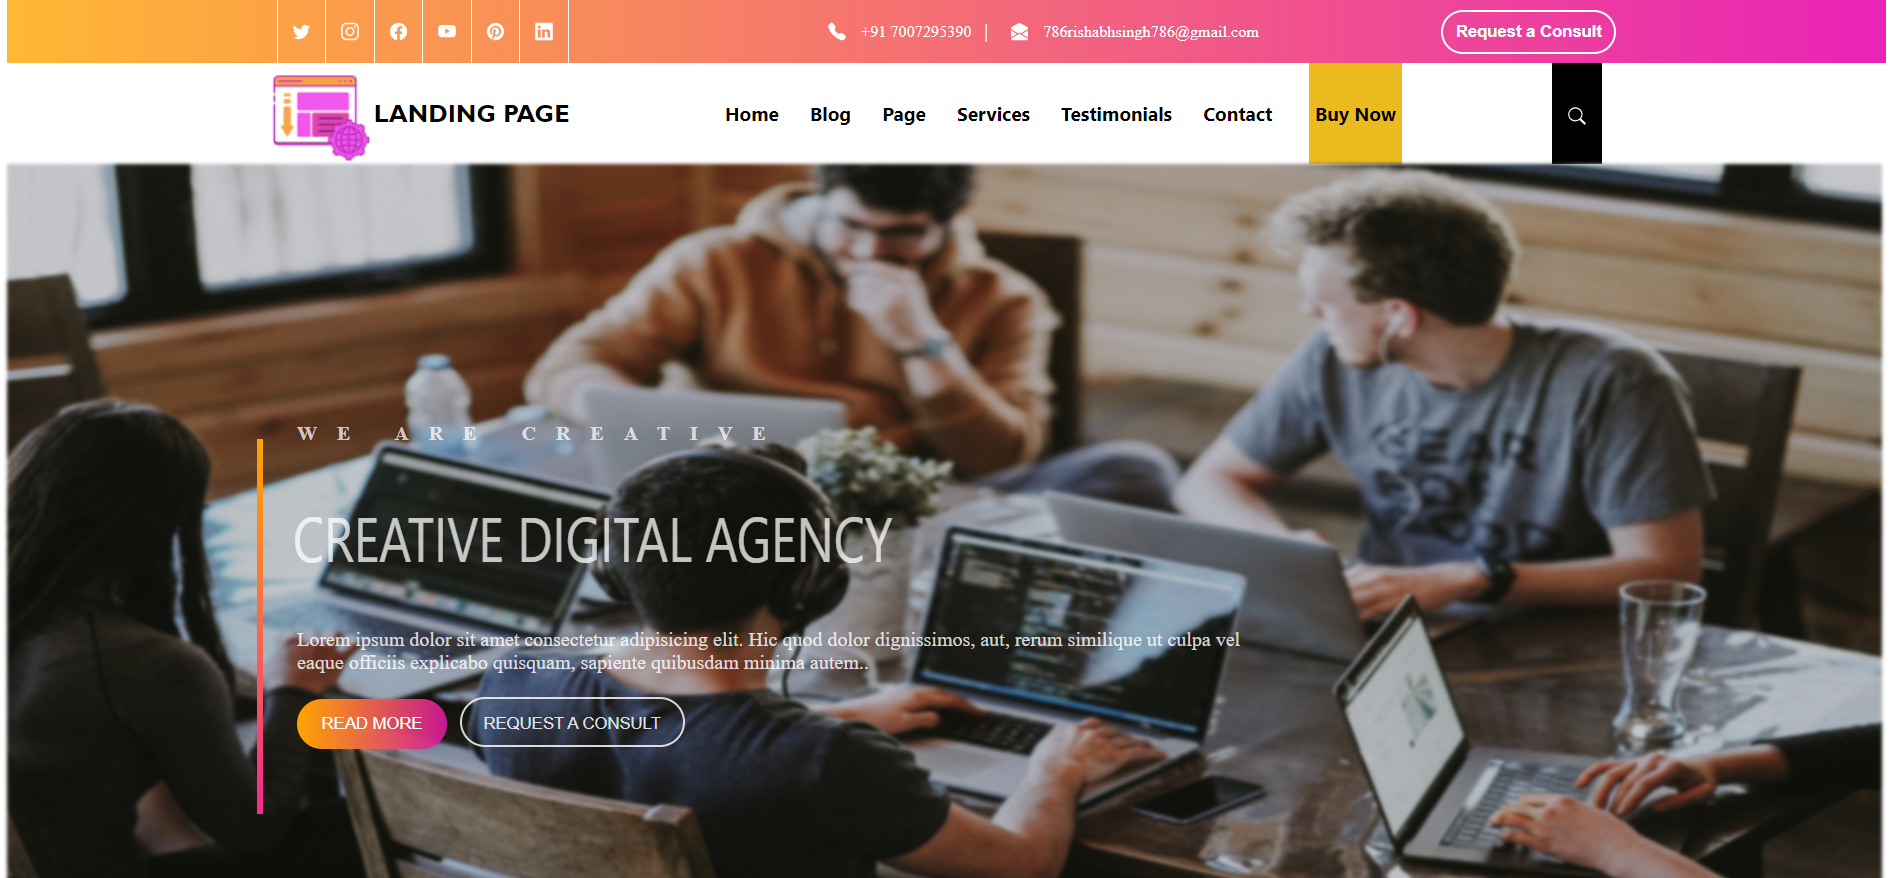 +91 7007295390 | 786rishabhsingh786@gmail.com Request a Consult
LANDING PAGE Home Blog Page Services Testimonials Contact Buy Now
WE ARE CREATIVE
CREATIVE DIGITAL AGENCY
Lorem ipsum dolor sit amet consectetur adipisicing elit. Hic quod dolor dignissimos, aut, rerum similique ut culpa vel
eaque officiis explicabo quisquam, sapiente quibusdam minima autem..
READ MORE REQUEST A CONSULT